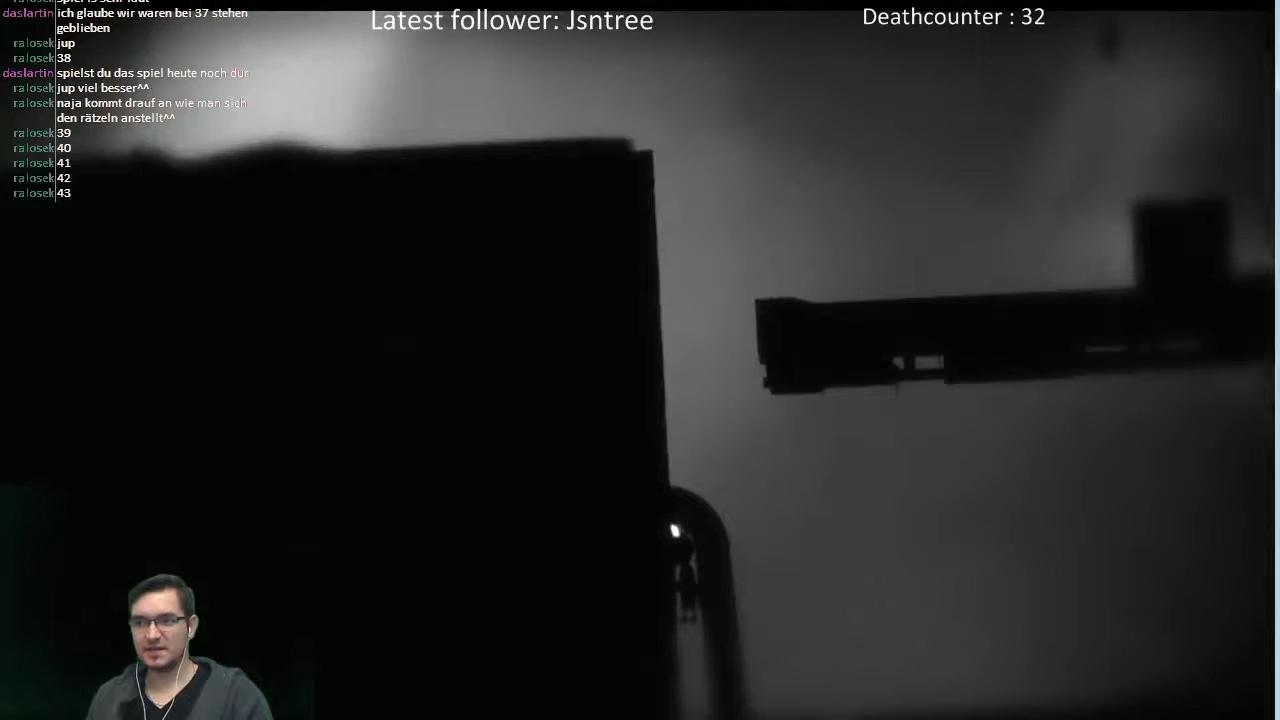 Latest follower: Jsntree
Deathcounter : 32
daslartin ich glaube wir waren bei 37 stehen
geblieben
ralosek jup
ralosek 38
daslartin spielst du das spiel heute noch dur
ralosek jup viel besser^^
ralosek naja kommt drauf an wie man sich
den rätzeln anstellt^^
ralosek 39
ralosek 40
ralosek 41
ralosek 42
ralosek 43